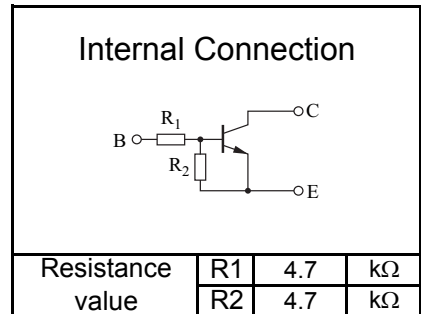 Internal Connection
C
R1
B
R2
E
Resistance value R1 4.7 kΩ
R2 4.7 kΩ